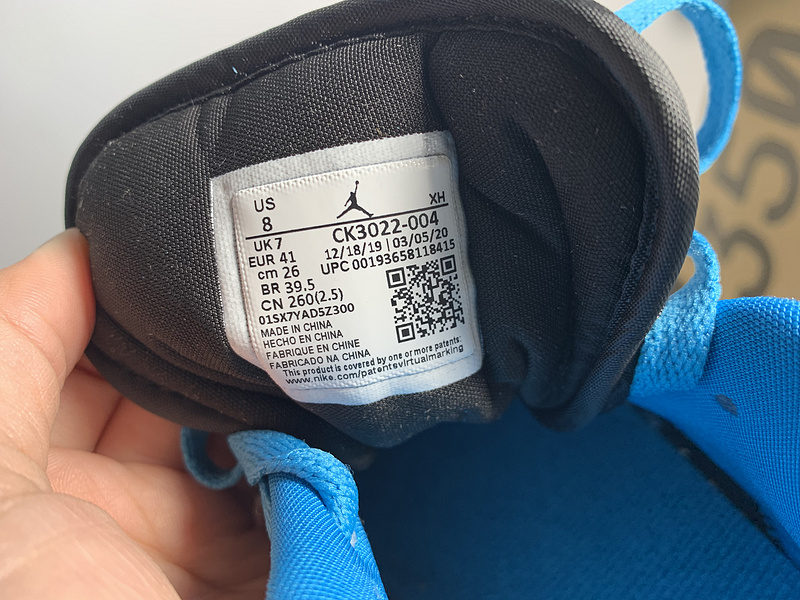 US XH
8
CK3022-004
UK 7 12/18/19 | 03/05/20
EUR 41 UPC 00193658118415
cm 26
BR 39.5
CN 260(2.5)
01SX7YAD5Z300
MADE IN CHINA
HECHO EN CHINA
FABRIQUE EN CHINE
FABRICADO NA CHINA
This product is covered by one or more patents:
www.nike.com/patentsvirtualmarking
350